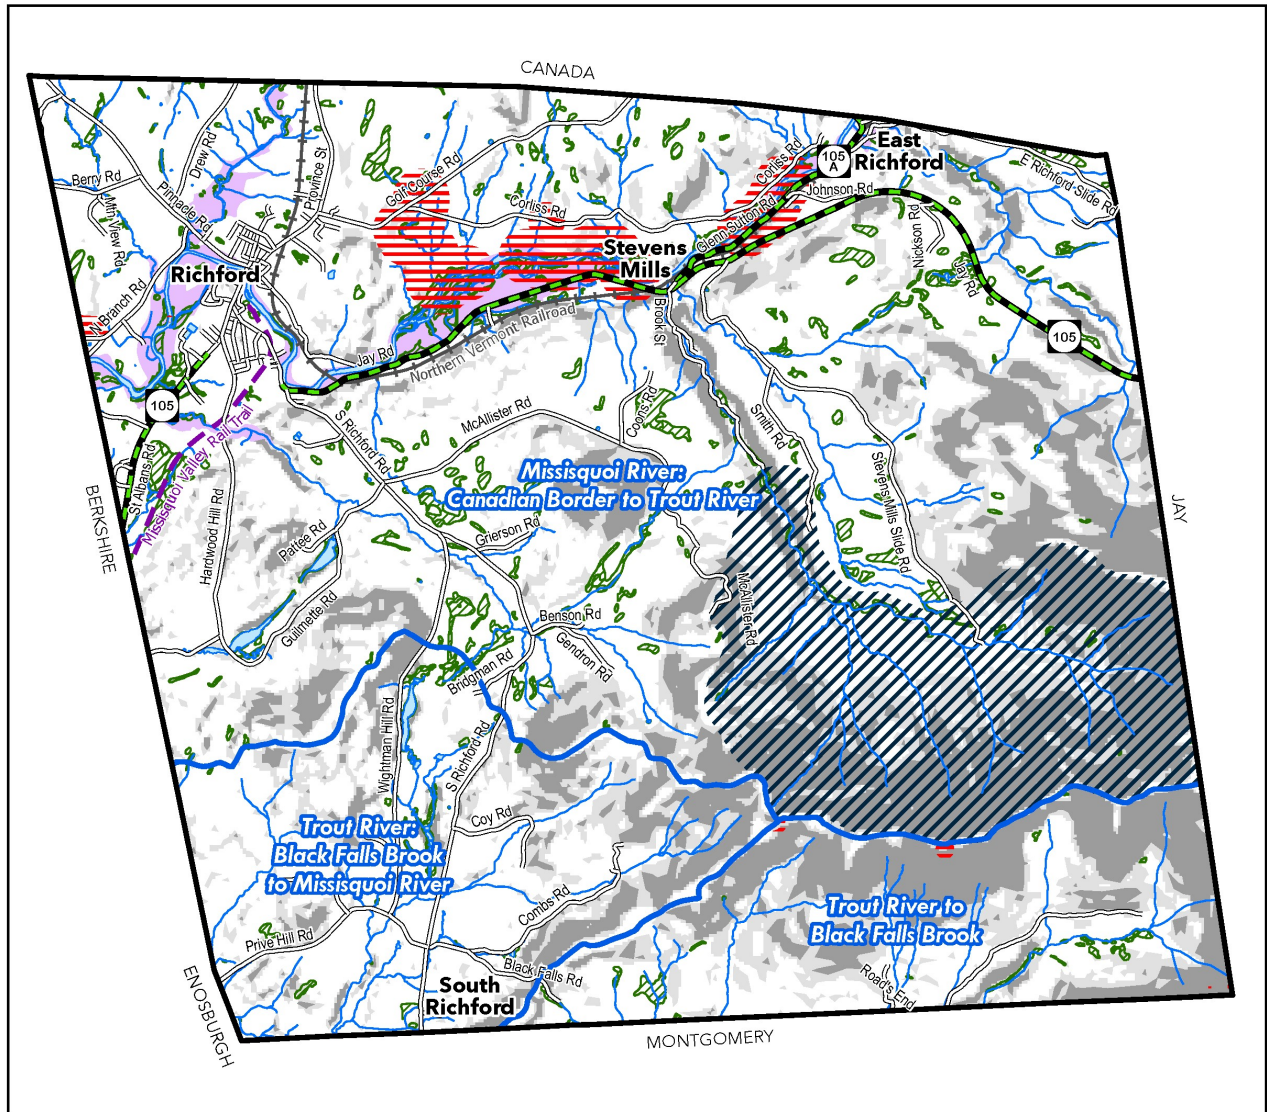 CANADA
East
Richford
105
A
Corliss Rd
E Richford Slide Rd
Drew Rd
Berry Rd
Pinnacle Rd
Mtn View Rd
N Province St
Golf Course Rd
Corliss Rd
Johnson Rd
Glenn Sutton Rd
Nickson Rd
Jay Rd
Stevens
Mills
Richford
N Branch Rd
Brook St
105
Northern Vermont Railroad
Jay Rd
105
Missisquoi Valley Rail Trail
St Albans Rd
S Richford Rd
McAllister Rd
Coons Rd
Smith Rd
Stevens Mills Slide Rd
Missisquoi River:
Canadian Border to Trout River
BERKSHIRE
JAY
Hardwood Hill Rd
Pattee Rd
Grierson Rd
Guilmette Rd
McAllister Rd
Benson Rd
Gendron Rd
Bridgman Rd
Wightman Hill Rd
S Richford Rd
Coy Rd
Trout River:
Black Falls Brook
to Missisquoi River
Combs Rd
Prive Hill Rd
Trout River to
Black Falls Brook
Black Falls Rd
Road's End
South
Richford
ENOSBURGH
MONTGOMERY